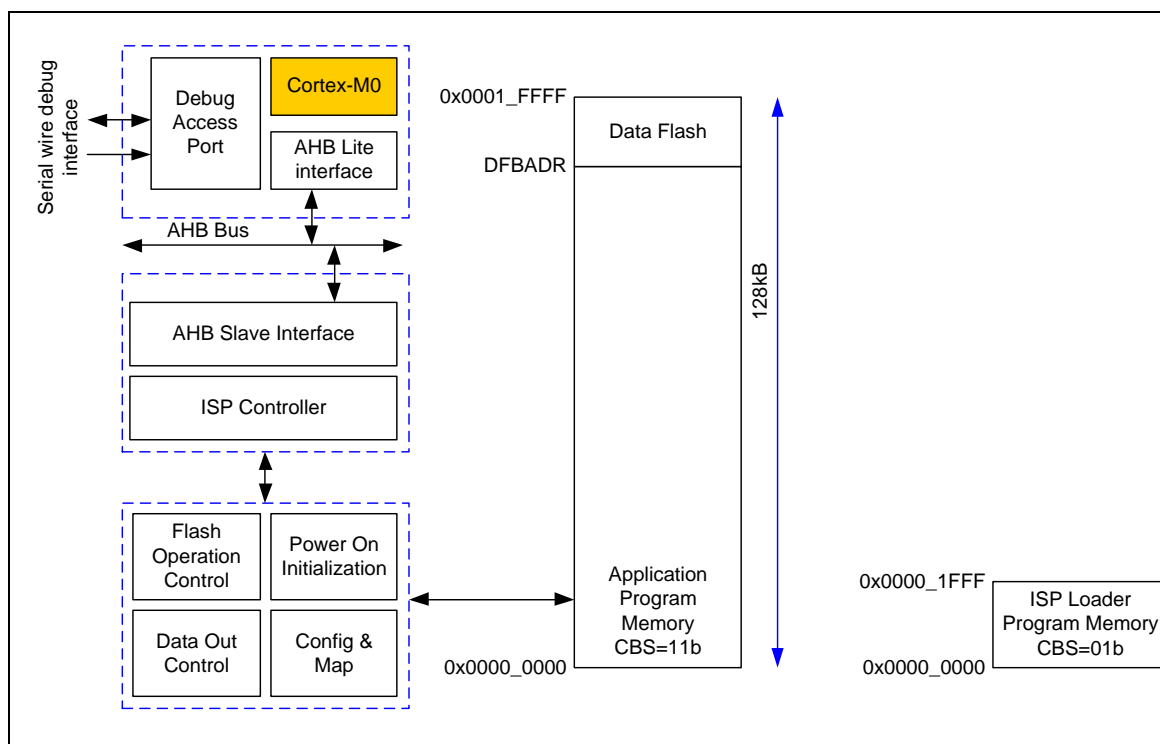 Serial wire debug
interface
Debug
Access
Port
Cortex-M0
AHB Lite
interface
AHB Bus
AHB Slave Interface
ISP Controller
Flash
Operation
Control
Power On
Initialization
Data Out
Control
Config &
Map
0x0001_FFFF
Data Flash
DFBADR
128kB
Application
Program
Memory
CBS=11b
0x0000_0000
0x0000_1FFF
ISP Loader
Program Memory
CBS=01b
0x0000_0000